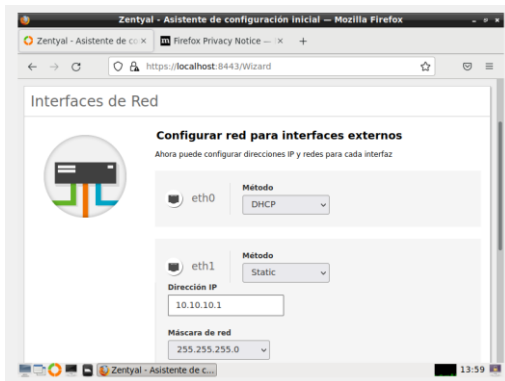 Zentyal - Asistente de configuración inicial — Mozilla Firefox
Zentyal - Asistente de co
Firefox Privacy Notice —
https://localhost:8443/Wizard
Interfaces de Red
Configurar red para interfaces externos
Ahora puede configurar direcciones IP y redes para cada interfaz
eth0
Método
DHCP
eth1
Método
Static
Dirección IP
10.10.10.1
Máscara de red
255.255.255.0
Zentyal - Asistente de c...
13:59